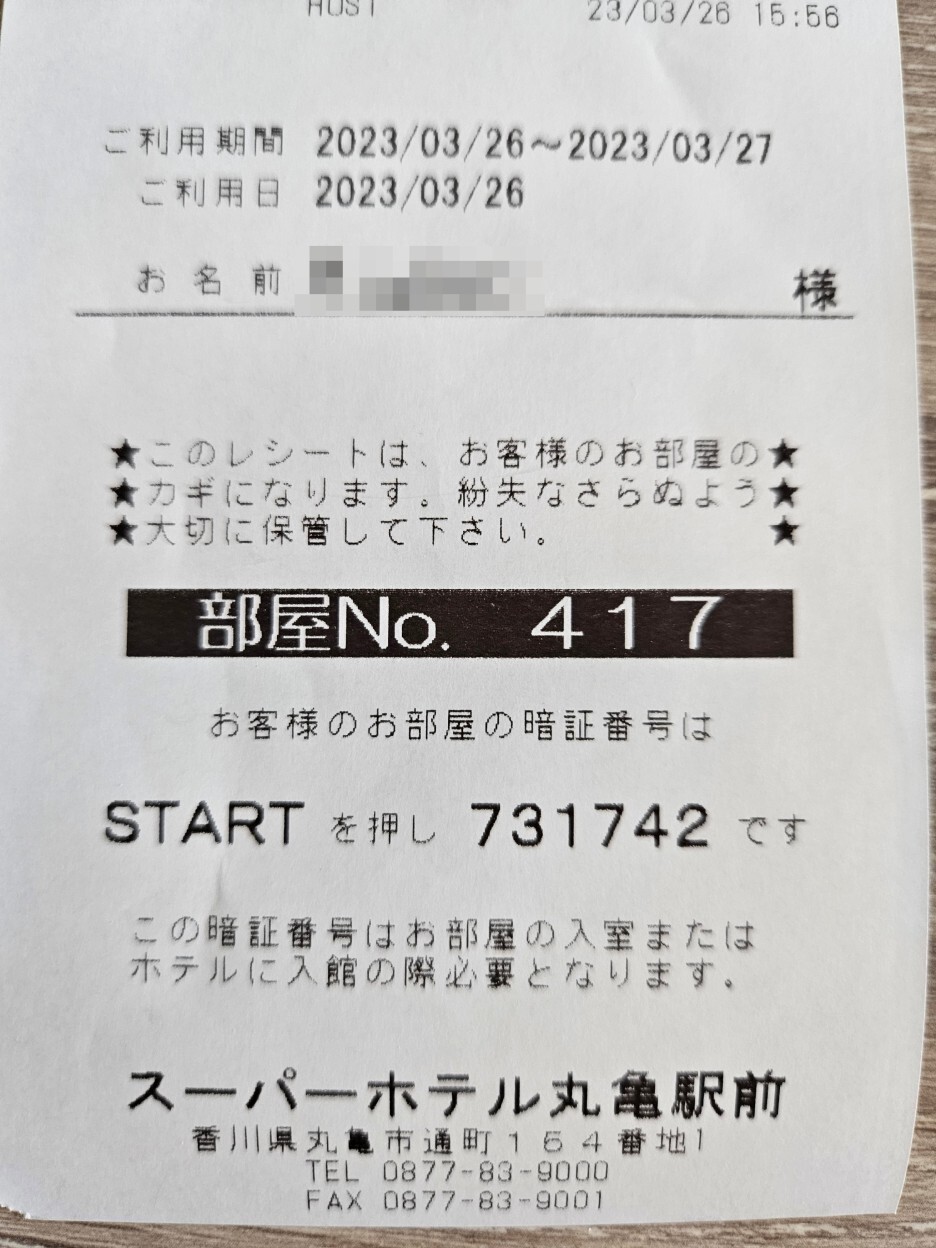 HOST 23/03/26 15:56
ご利用期間 2023/03/26～2023/03/27
ご利用日 2023/03/26
お名前 様
★このレシートは、お客様のお部屋の★
★カギになります。紛失なさらぬよう★
★大切に保管して下さい。 ★
部屋No. 417
お客様のお部屋の暗証番号は
STARTを押し 731742 です
この暗証番号はお部屋の入室または
ホテルに入館の際必要となります。
スーパーホテル丸亀駅前
香川県丸亀市通町154番地1
TEL 0877-83-9000
FAX 0877-83-9001